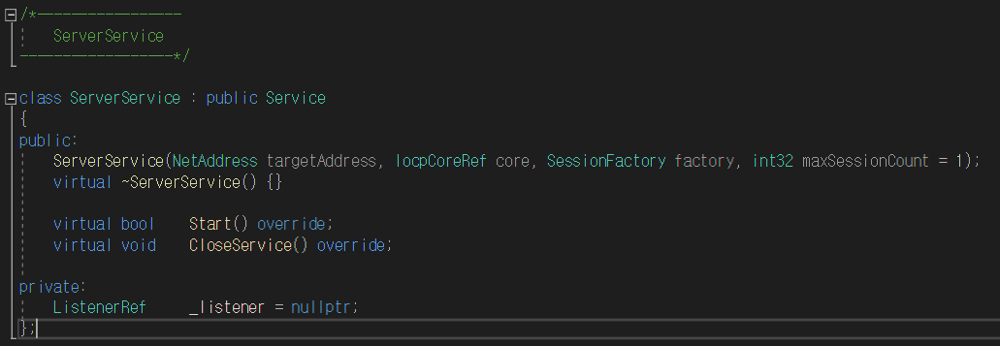 /*-----------------
ServerService
------------------*/
class ServerService : public Service
{
public:
ServerService(NetAddress targetAddress, IocpCoreRef core, SessionFactory factory, int32 maxSessionCount = 1);
virtual ~ServerService() {}
virtual bool Start() override;
virtual void CloseService() override;
private:
ListenerRef _listener = nullptr;
};